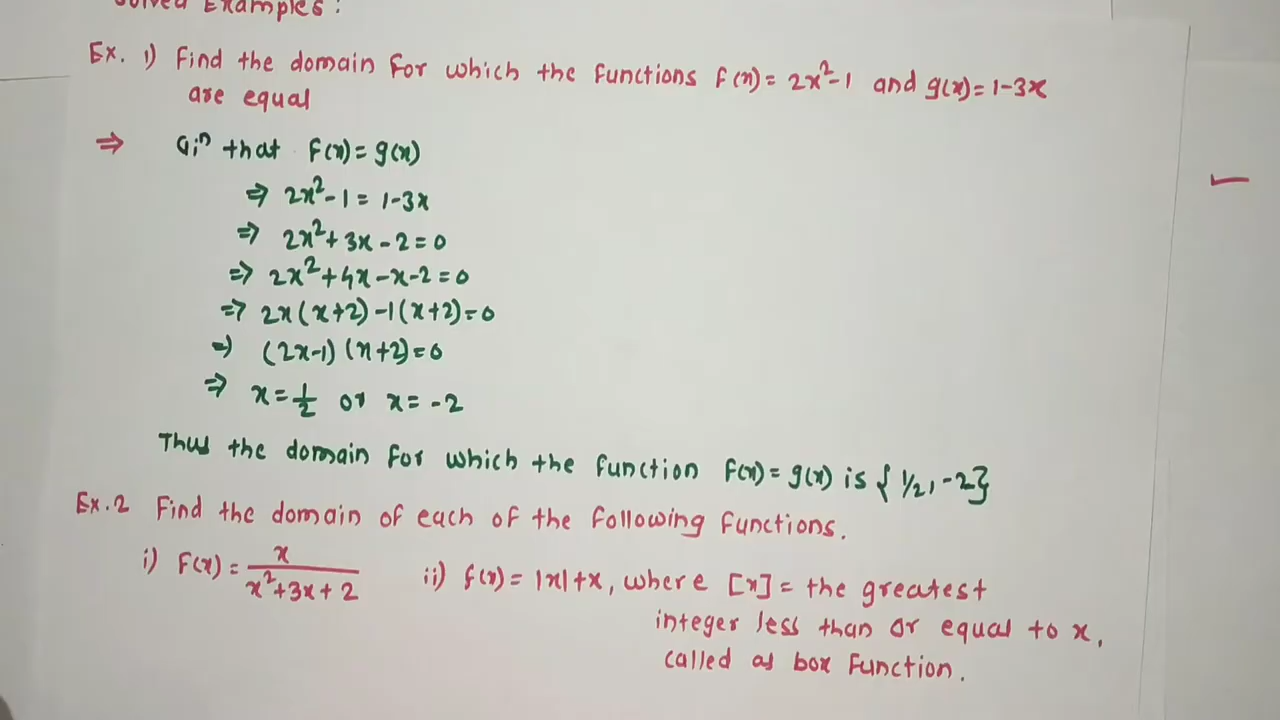 Solved Examples :
Ex. 1) Find the domain for which the functions f(x) = 2x²-1 and g(x) = 1-3x
are equal
⇒ Giⁿ that f(x) = g(x)
⇒ 2x²-1 = 1-3x
⇒ 2x²+3x-2=0
⇒ 2x²+4x-x-2=0
⇒ 2x(x+2)-1(x+2)=0
⇒ (2x-1)(x+2)=0
⇒ x=1/2 or x=-2
Thus the domain for which the function f(x) = g(x) is {1/2, -2}
Ex.2 Find the domain of each of the following functions.
i) f(x) = x/(x²+3x+2) ii) f(x) = |x|+x, where [x] = the greatest
integer less than or equal to x,
called as box function.